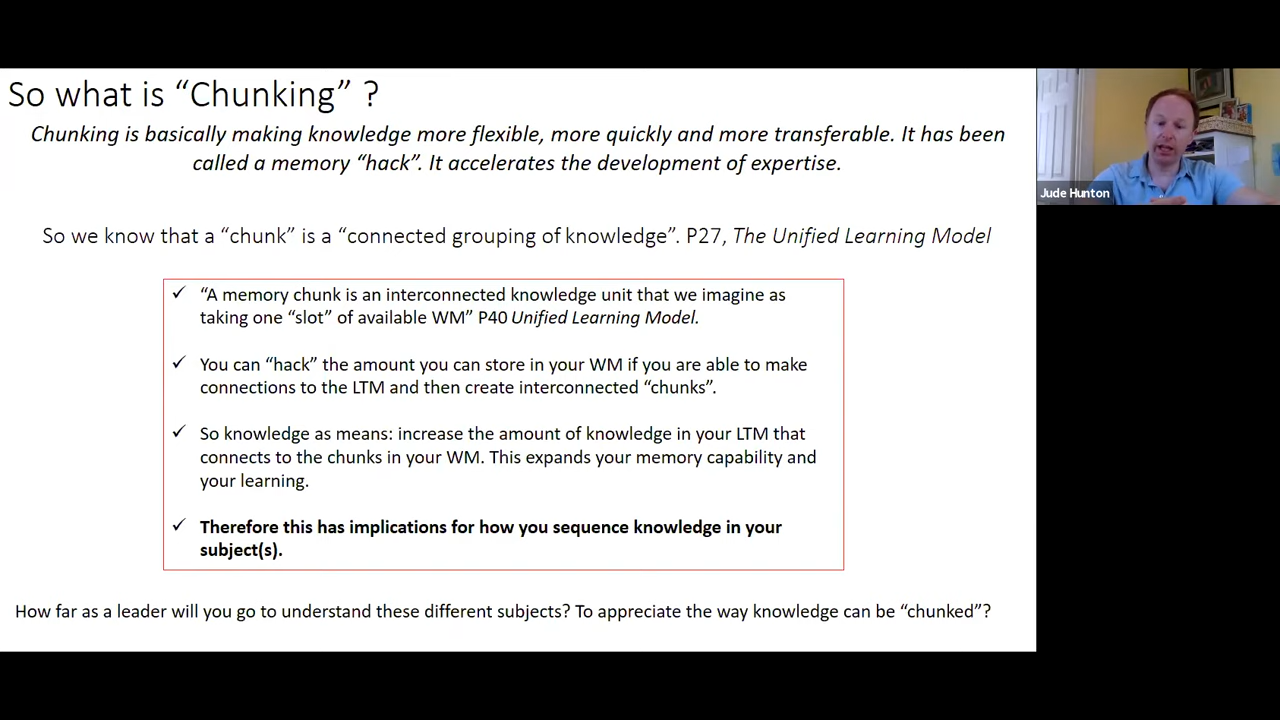 So what is “Chunking” ?
Chunking is basically making knowledge more flexible, more quickly and more transferable. It has been
called a memory “hack”. It accelerates the development of expertise.
Jude Hunton
So we know that a “chunk” is a “connected grouping of knowledge”. P27, The Unified Learning Model
✓ “A memory chunk is an interconnected knowledge unit that we imagine as
taking one “slot” of available WM” P40 Unified Learning Model.
✓ You can “hack” the amount you can store in your WM if you are able to make
connections to the LTM and then create interconnected “chunks”.
✓ So knowledge as means: increase the amount of knowledge in your LTM that
connects to the chunks in your WM. This expands your memory capability and
your learning.
✓ Therefore this has implications for how you sequence knowledge in your
subject(s).
How far as a leader will you go to understand these different subjects? To appreciate the way knowledge can be “chunked”?